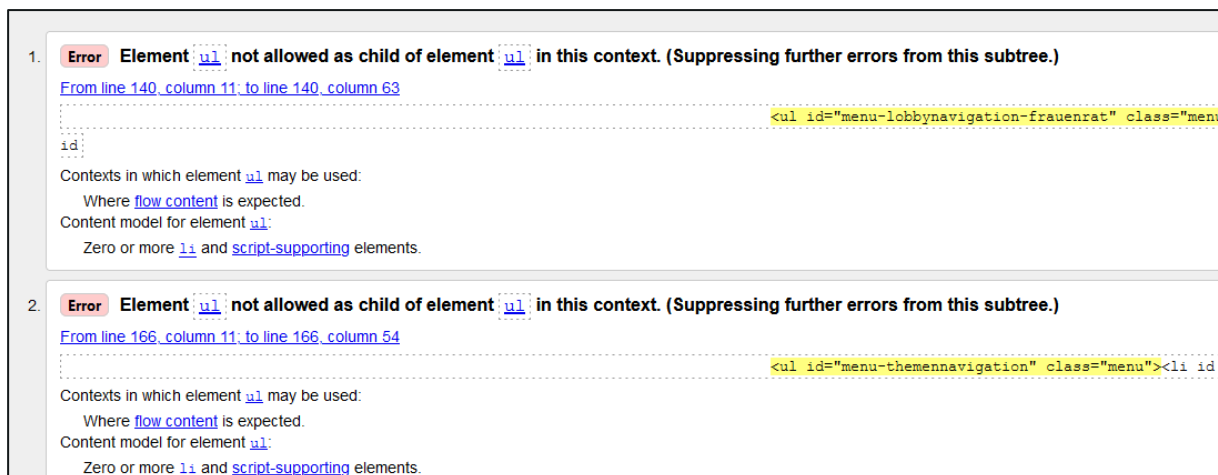 1. Error Element ul not allowed as child of element ul in this context. (Suppressing further errors from this subtree.)
From line 140, column 11; to line 140, column 63
<ul id="menu-lobbynavigation-frauenrat" class="menu
id
Contexts in which element ul may be used:
Where flow content is expected.
Content model for element ul:
Zero or more li and script-supporting elements.
2. Error Element ul not allowed as child of element ul in this context. (Suppressing further errors from this subtree.)
From line 166, column 11; to line 166, column 54
<ul id="menu-themennavigation" class="menu"><li id
Contexts in which element ul may be used:
Where flow content is expected.
Content model for element ul:
Zero or more li and script-supporting elements.